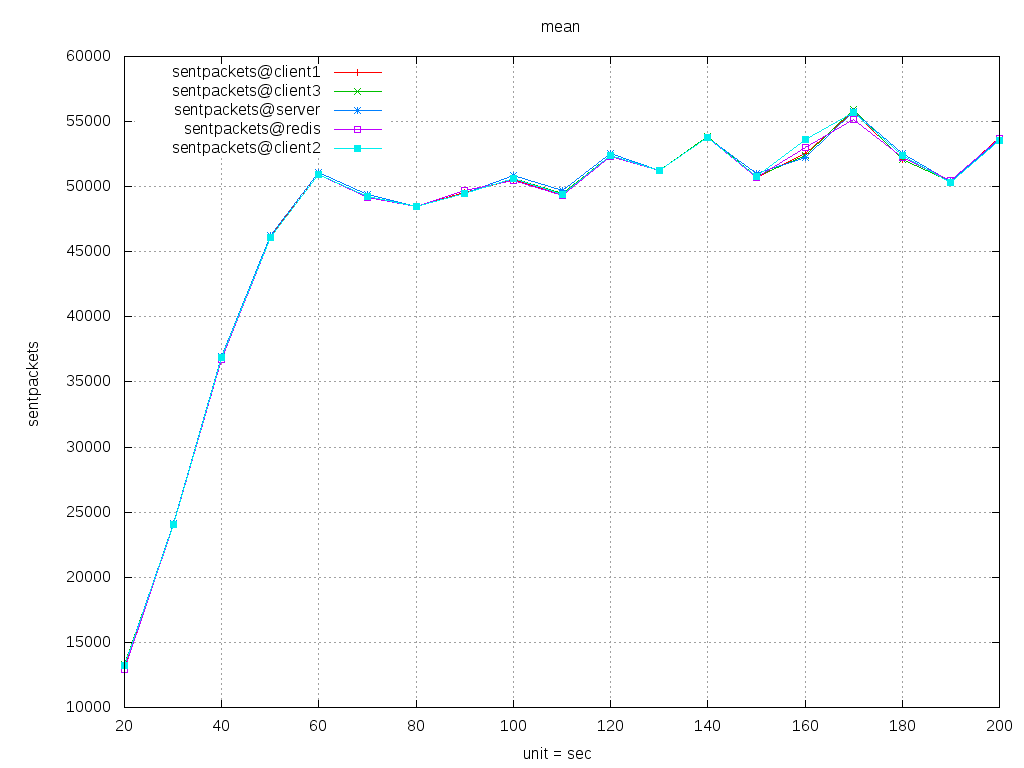 mean
60000
55000
50000
45000
40000
35000
30000
25000
20000
15000
10000
sentpackets
sentpackets@client1
sentpackets@client3
sentpackets@server
sentpackets@redis
sentpackets@client2
20 40 60 80 100 120 140 160 180 200
unit = sec